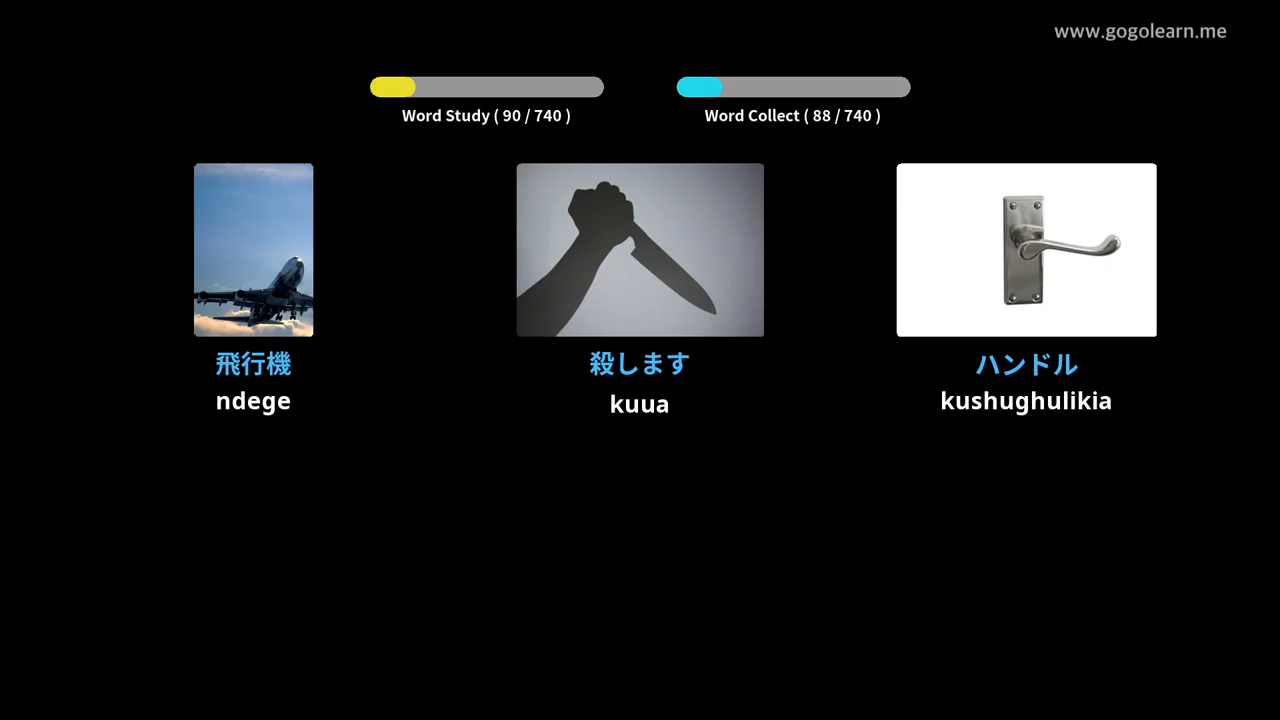 www.gogolearn.me
Word Study ( 90 / 740 )
Word Collect ( 88 / 740 )
飛行機
ndege
殺します
kuua
ハンドル
kushughulikia